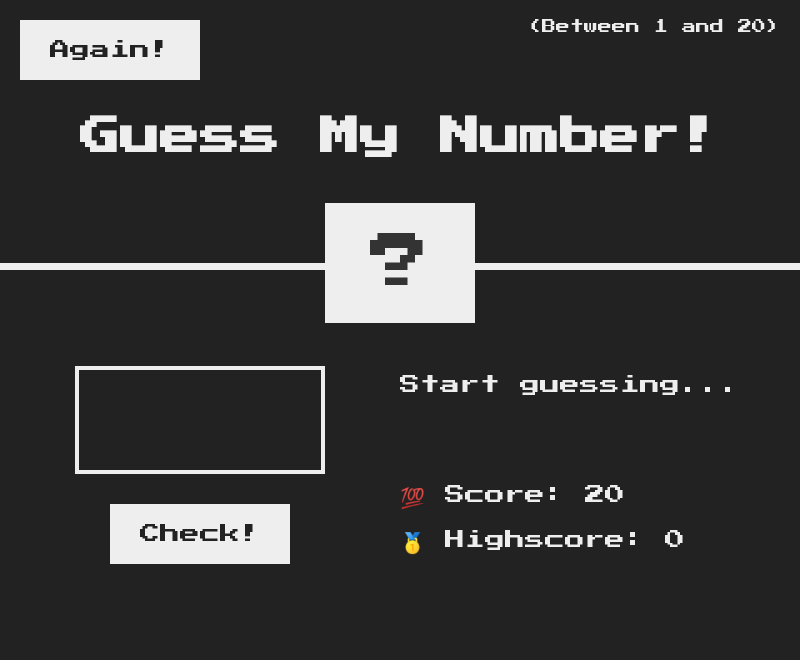 Again!
(Between 1 and 20)
Guess My Number!
?
Start guessing...
Check!
💯 Score: 20
🥇 Highscore: 0